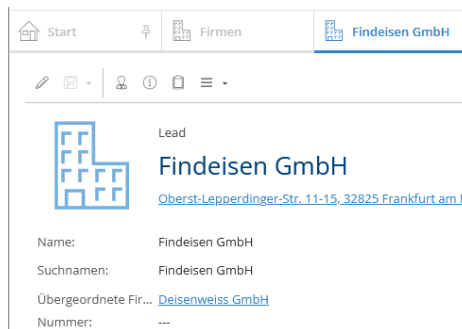 Start
Firmen
Findeisen GmbH
Lead
Findeisen GmbH
Oberst-Lepperdinger-Str. 11-15, 32825 Frankfurt am
Name: Findeisen GmbH
Suchnamen: Findeisen GmbH
Übergeordnete Fir... Deisenweiss GmbH
Nummer: ---